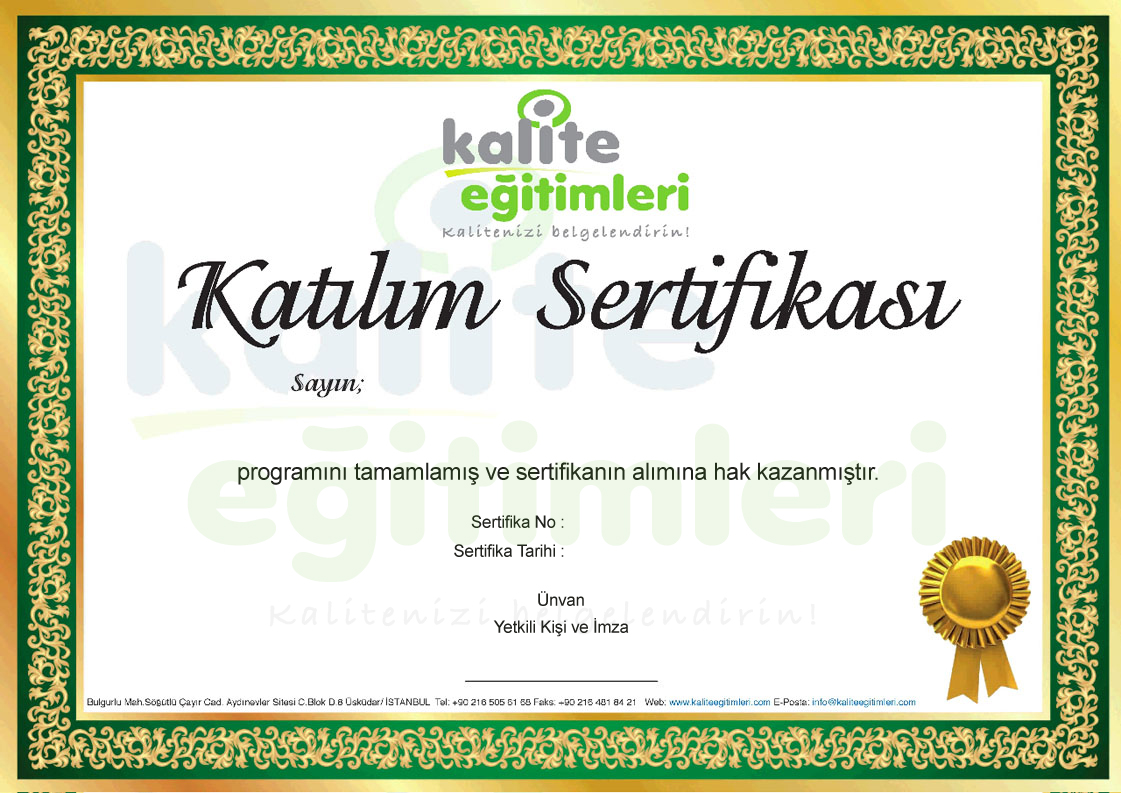 kalite
eğitimleri
Kalitenizi belgelendirin!
Katılım Sertifikası
Sayın;
programını tamamlamış ve sertifikanın alımına hak kazanmıştır.
Sertifika No :
Sertifika Tarihi :
Ünvan
Yetkili Kişi ve İmza
Bulgurlu Mah.Söğütlü Çayır Cad. Aydınevler Sitesi C.Blok D.8 Üsküdar/ İSTANBUL Tel: +90 216 505 51 68 Faks: +90 216 481 84 21 Web: www.kaliteegitimleri.com E-Posta: info@kaliteegitimleri.com
kalite
eğitimleri
Kalitenizi belgelendirin!